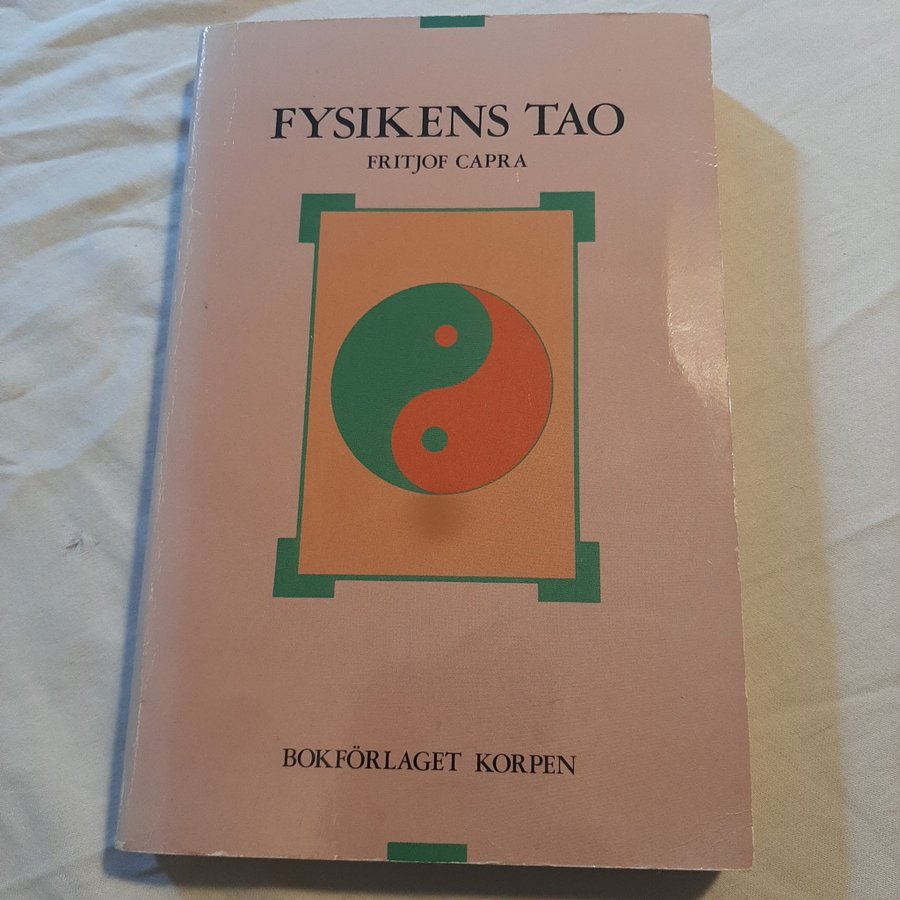 FYSIKENS TAO
FRITJOF CAPRA
BOKFÖRLAGET KORPEN